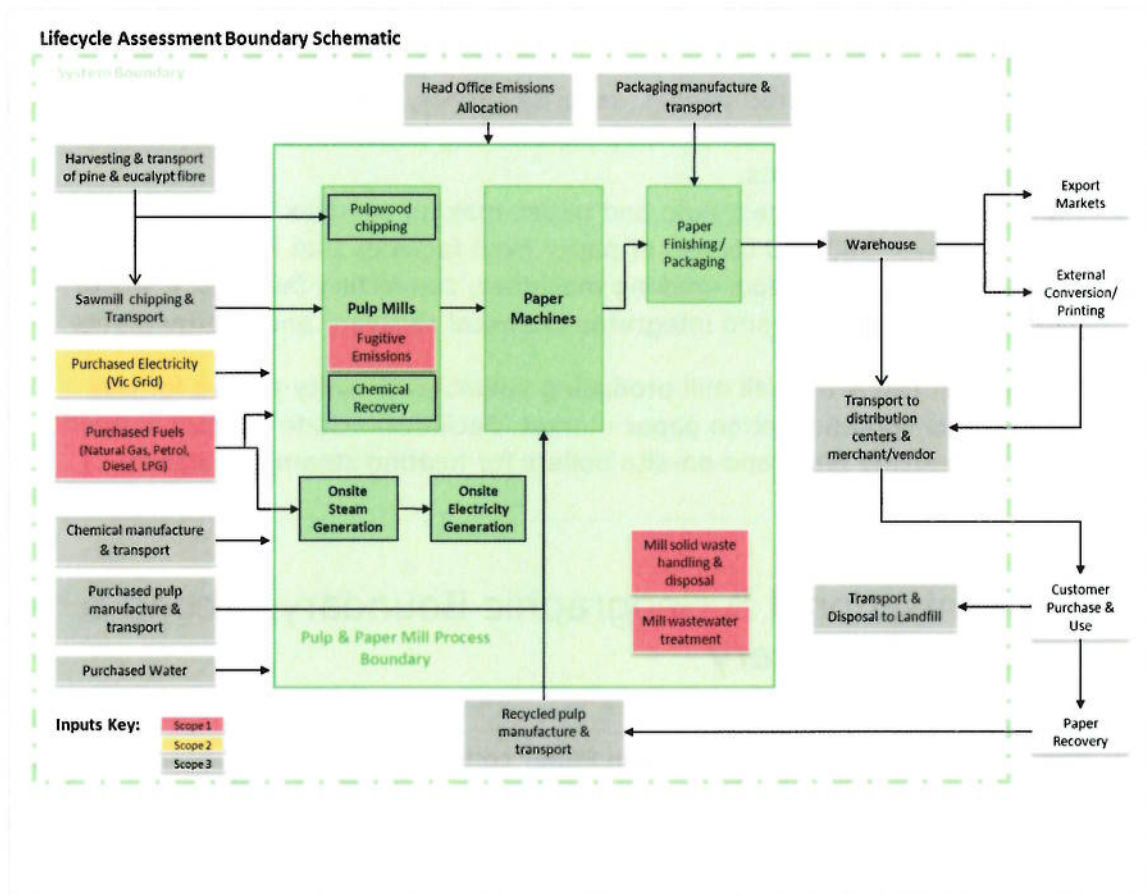 Lifecycle Assessment Boundary Schematic
System Boundary
Head Office Emissions
Allocation
Packaging manufacture &
transport
Harvesting & transport
of pine & eucalypt fibre
Pulpwood
chipping
Paper
Finishing /
Packaging
Warehouse
Export
Markets
Sawmill chipping &
Transport
Pulp Mills
Paper
Machines
External
Conversion/
Printing
Fugitive
Emissions
Purchased Electricity
(Vic Grid)
Chemical
Recovery
Purchased Fuels
(Natural Gas, Petrol,
Diesel, LPG)
Transport to
distribution
centers &
merchant/vendor
Onsite
Steam
Generation
Onsite
Electricity
Generation
Chemical manufacture
& transport
Mill solid waste
handling &
disposal
Purchased pulp
manufacture &
transport
Mill wastewater
treatment
Transport &
Disposal to Landfill
Customer
Purchase &
Use
Pulp & Paper Mill Process
Boundary
Purchased Water
Recycled pulp
manufacture &
transport
Paper
Recovery
Inputs Key:
Scope 1
Scope 2
Scope 3